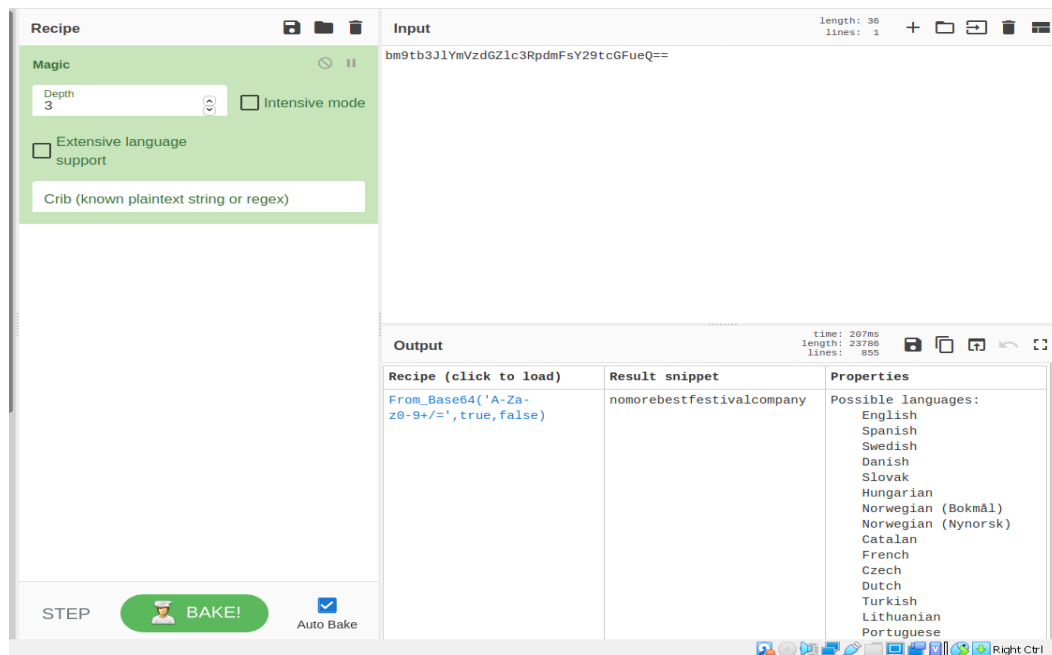 Recipe
Magic
Depth
3
Intensive mode
Extensive language
support
Crib (known plaintext string or regex)
STEP
BAKE!
Auto Bake
Input
length: 36
lines: 1
bm9tb3JlYmVzdGZlc3RpdmFsY29tcGFueQ==
Output
time: 207ms
length: 23786
lines: 855
Recipe (click to load)
Result snippet
Properties
From_Base64('A-Za-
z0-9+/=',true,false)
nomorebestfestivalcompany
Possible languages:
English
Spanish
Swedish
Danish
Slovak
Hungarian
Norwegian (Bokmål)
Norwegian (Nynorsk)
Catalan
French
Czech
Dutch
Turkish
Lithuanian
Portuguese
Right Ctrl